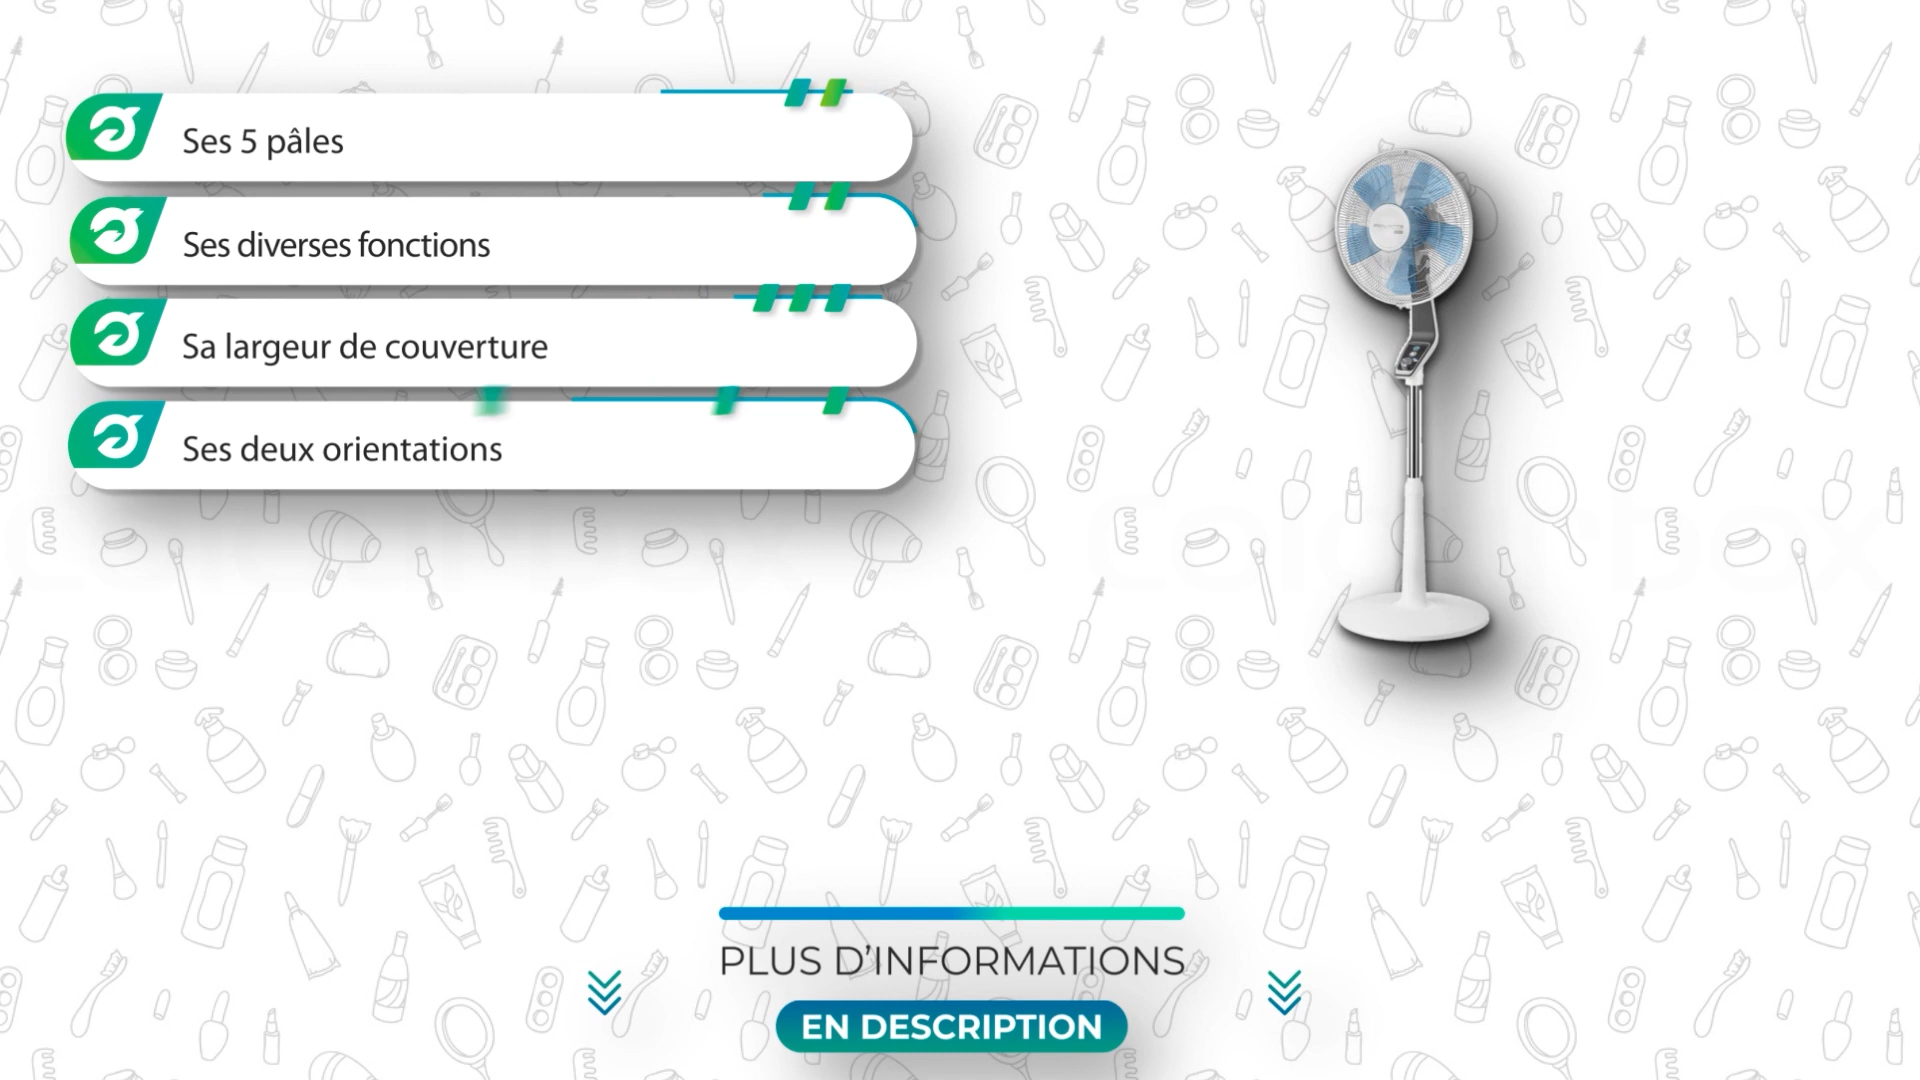 Ses 5 pâles
Ses diverses fonctions
Sa largeur de couverture
Ses deux orientations
PLUS D’INFORMATIONS
EN DESCRIPTION